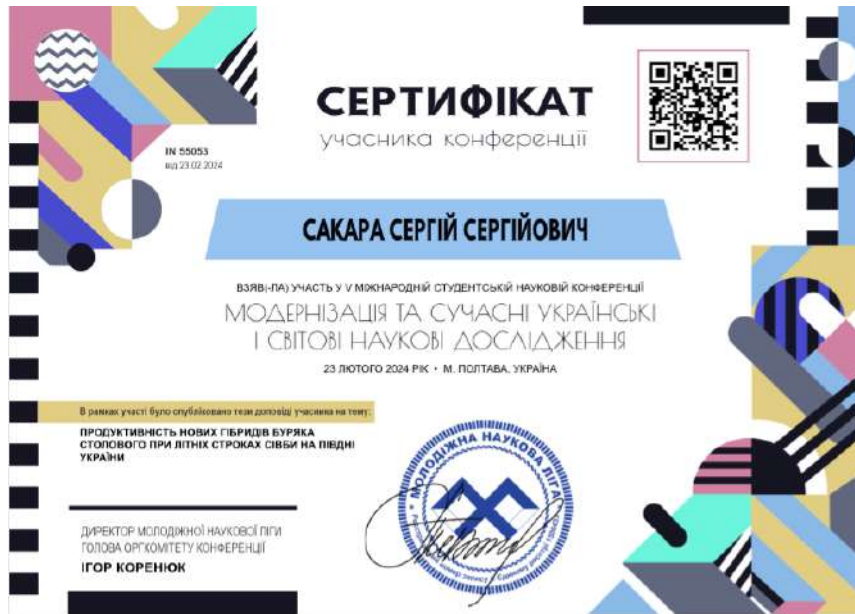 СЕРТИФІКАТ
учасника конференції
IN 55053
від 23.02.2024
САКАРА СЕРГІЙ СЕРГІЙОВИЧ
ВЗЯВ(-ЛА) УЧАСТЬ У V МІЖНАРОДНІЙ СТУДЕНТСЬКІЙ НАУКОВІЙ КОНФЕРЕНЦІЇ
МОДЕРНІЗАЦІЯ ТА СУЧАСНІ УКРАЇНСЬКІ
І СВІТОВІ НАУКОВІ ДОСЛІДЖЕННЯ
23 ЛЮТОГО 2024 РІК • М. ПОЛТАВА, УКРАЇНА
В рамках участі було опубліковано тези доповіді учасника на тему:
ПРОДУКТИВНІСТЬ НОВИХ ГІБРИДІВ БУРЯКА
СТОЛОВОГО ПРИ ЛІТНІХ СТРОКАХ СІВБИ НА ПІВДНІ
УКРАЇНИ
МОЛОДІЖНА НАУКОВА ЛІГА
ДИРЕКТОР МОЛОДІЖНОЇ НАУКОВОЇ ЛІГИ
ГОЛОВА ОРГКОМІТЕТУ КОНФЕРЕНЦІЇ
ІГОР КОРЕНЮК